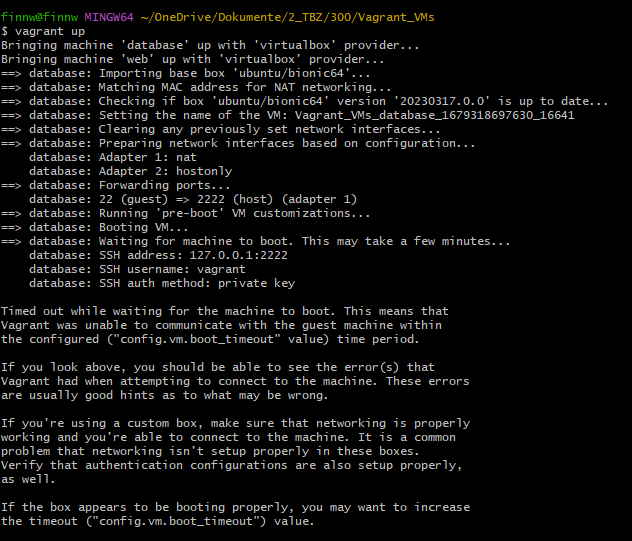 finnw@finnw MINGW64 ~/OneDrive/Dokumente/2_TBZ/300/Vagrant_VMs
$ vagrant up
Bringing machine 'database' up with 'virtualbox' provider...
Bringing machine 'web' up with 'virtualbox' provider...
==> database: Importing base box 'ubuntu/bionic64'...
==> database: Matching MAC address for NAT networking...
==> database: Checking if box 'ubuntu/bionic64' version '20230317.0.0' is up to date...
==> database: Setting the name of the VM: Vagrant_VMs_database_1679318697630_16641
==> database: Clearing any previously set network interfaces...
==> database: Preparing network interfaces based on configuration...
    database: Adapter 1: nat
    database: Adapter 2: hostonly
==> database: Forwarding ports...
    database: 22 (guest) => 2222 (host) (adapter 1)
==> database: Running 'pre-boot' VM customizations...
==> database: Booting VM...
==> database: Waiting for machine to boot. This may take a few minutes...
    database: SSH address: 127.0.0.1:2222
    database: SSH username: vagrant
    database: SSH auth method: private key
Timed out while waiting for the machine to boot. This means that
Vagrant was unable to communicate with the guest machine within
the configured ("config.vm.boot_timeout" value) time period.
If you look above, you should be able to see the error(s) that
Vagrant had when attempting to connect to the machine. These errors
are usually good hints as to what may be wrong.
If you're using a custom box, make sure that networking is properly
working and you're able to connect to the machine. It is a common
problem that networking isn't setup properly in these boxes.
Verify that authentication configurations are also setup properly,
as well.
If the box appears to be booting properly, you may want to increase
the timeout ("config.vm.boot_timeout") value.